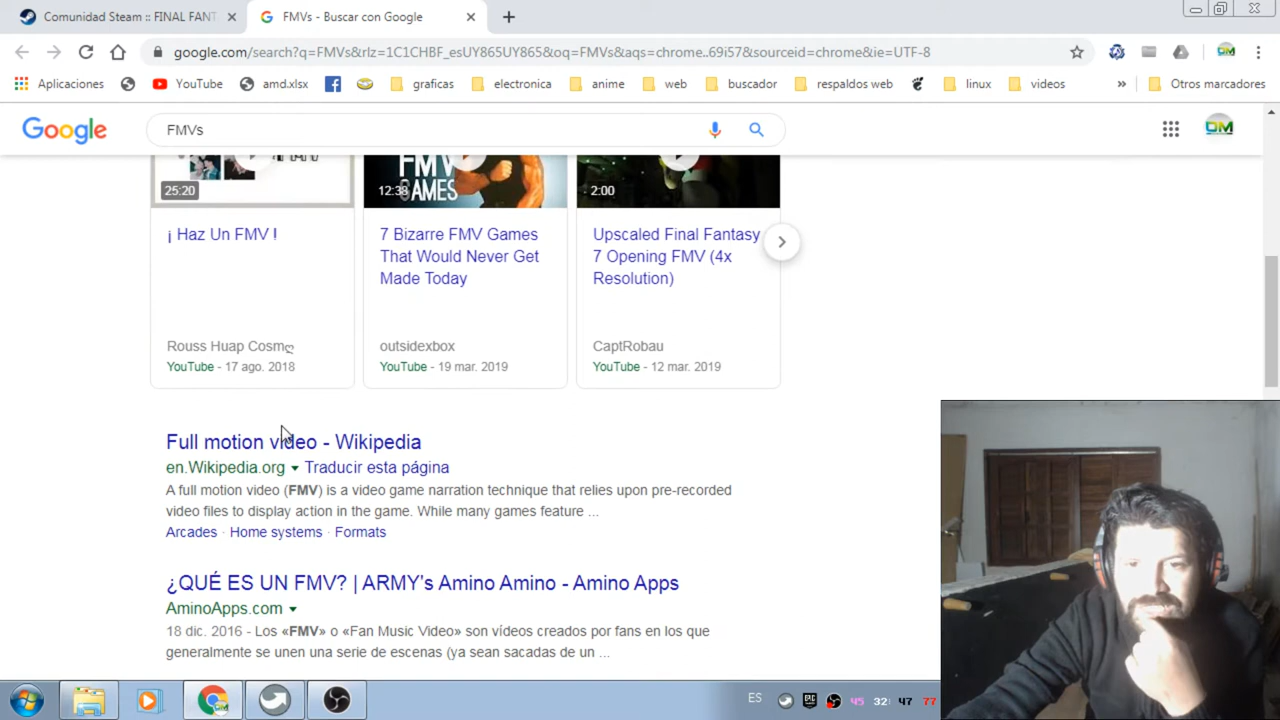 Comunidad Steam :: FINAL FANT
FMVs - Buscar con Google
google.com/search?q=FMVs&rlz=1C1CHBF_esUY865UY865&oq=FMVs&aqs=chrome..69i57&sourceid=chrome&ie=UTF-8
Aplicaciones YouTube amd.xlsx graficas electronica anime web buscador respaldos web linux videos » Otros marcadores
Google FMVs
25:20 12:38 FMV GAMES 2:00
¡ Haz Un FMV !
7 Bizarre FMV Games
That Would Never Get
Made Today
Upscaled Final Fantasy
7 Opening FMV (4x
Resolution)
Rouss Huap Cosmღ
YouTube - 17 ago. 2018
outsidexbox
YouTube - 19 mar. 2019
CaptRobau
YouTube - 12 mar. 2019
Full motion video - Wikipedia
en.Wikipedia.org Traducir esta página
A full motion video (FMV) is a video game narration technique that relies upon pre-recorded
video files to display action in the game. While many games feature ...
Arcades · Home systems · Formats
¿QUÉ ES UN FMV? | ARMY's Amino Amino - Amino Apps
AminoApps.com
18 dic. 2016 - Los «FMV» o «Fan Music Video» son vídeos creados por fans en los que
generalmente se unen una serie de escenas (ya sean sacadas de un ...
ES 45 32 47 77